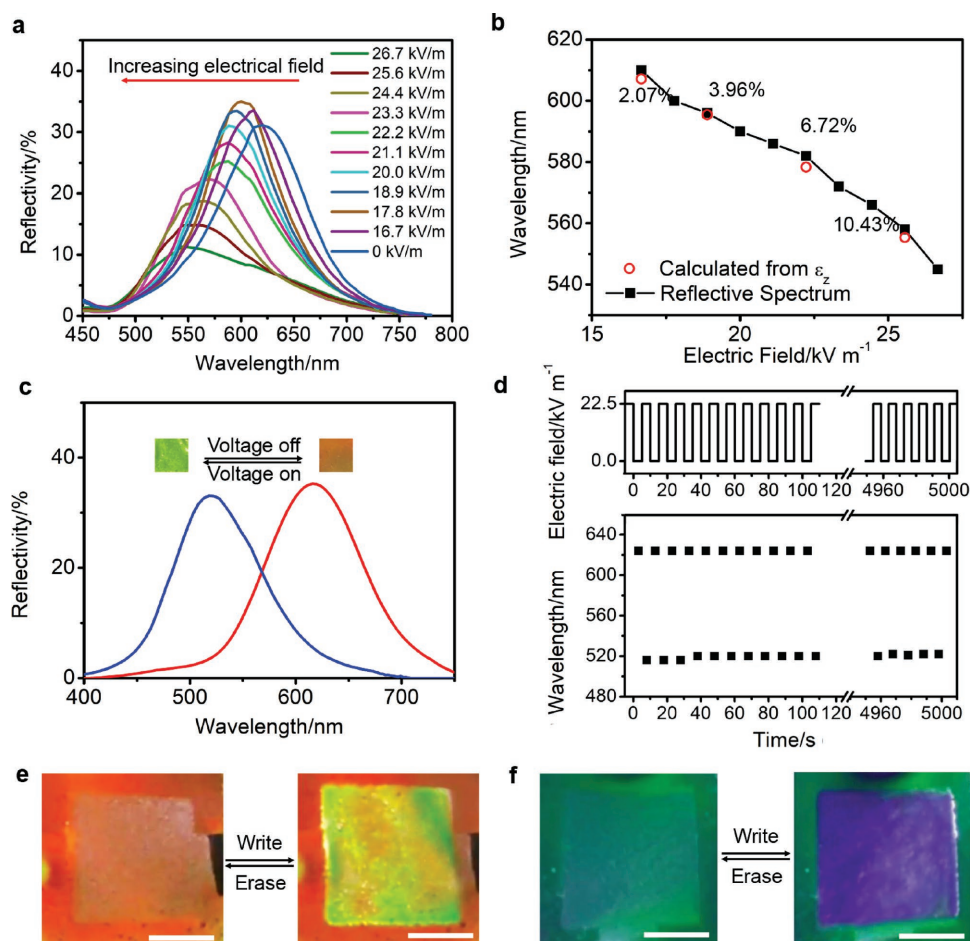 a
Increasing electrical field
26.7 kV/m
25.6 kV/m
24.4 kV/m
23.3 kV/m
22.2 kV/m
21.1 kV/m
20.0 kV/m
18.9 kV/m
17.8 kV/m
16.7 kV/m
0 kV/m
40
30
20
10
0
Reflectivity/%
450 500 550 600 650 700 750 800
Wavelength/nm
b
620
600
580
560
540
Wavelength/nm
2.07%
3.96%
6.72%
10.43%
Calculated from ε_z
Reflective Spectrum
15 20 25
Electric Field/kV m⁻¹
c
Voltage off
Voltage on
40
20
0
Reflectivity/%
400 500 600 700
Wavelength/nm
d
Electric field/kV m⁻¹
22.5
0.0
0 20 40 60 80 100 120 4960 5000
Wavelength/nm
640
600
560
520
480
0 20 40 60 80 100 120 4960 5000
Time/s
e
Write
Erase
f
Write
Erase